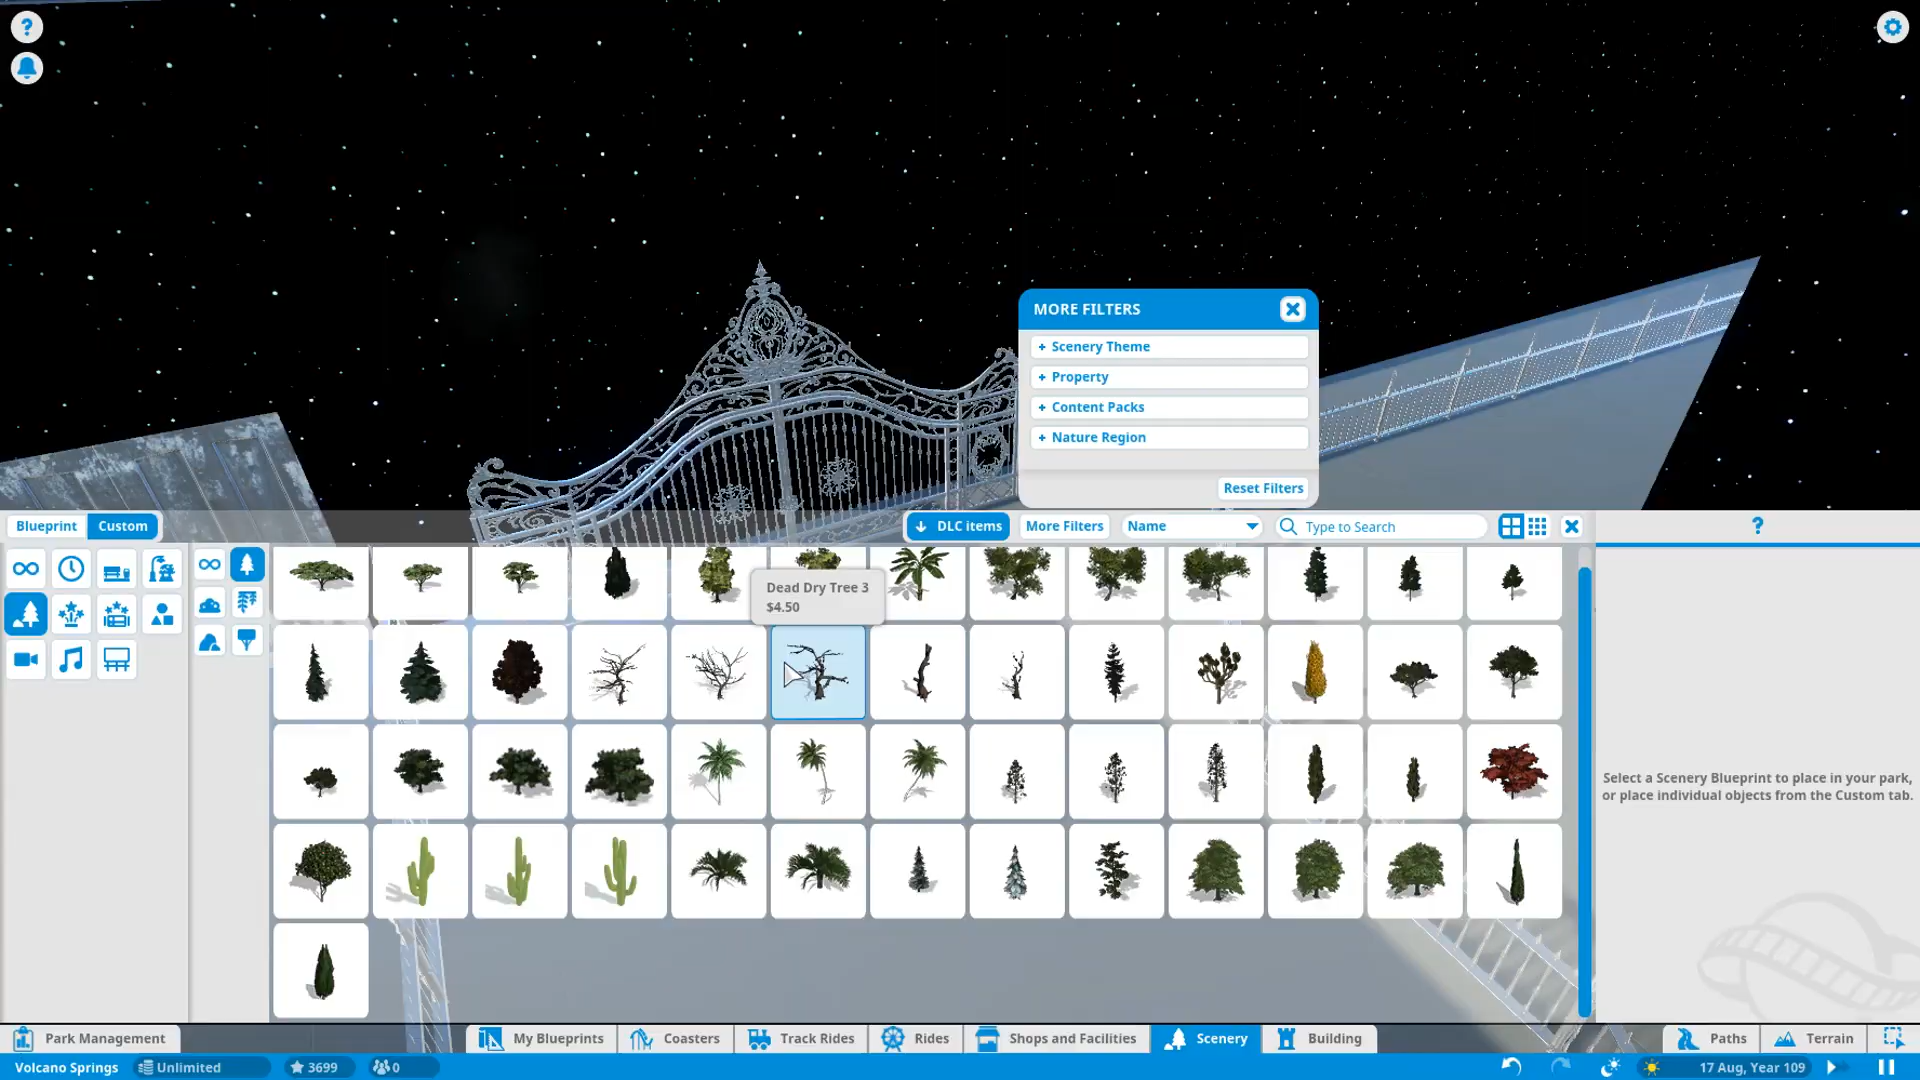 MORE FILTERS
+ Scenery Theme
+ Property
+ Content Packs
+ Nature Region
Reset Filters
Blueprint
Custom
DLC items
More Filters
Name
Type to Search
?
?
Dead Dry Tree 3
$4.50
Select a Scenery Blueprint to place in your park,
or place individual objects from the Custom tab.
Park Management
My Blueprints
Coasters
Track Rides
Rides
Shops and Facilities
Scenery
Building
Paths
Terrain
Volcano Springs
Unlimited
3699
0
17 Aug, Year 109